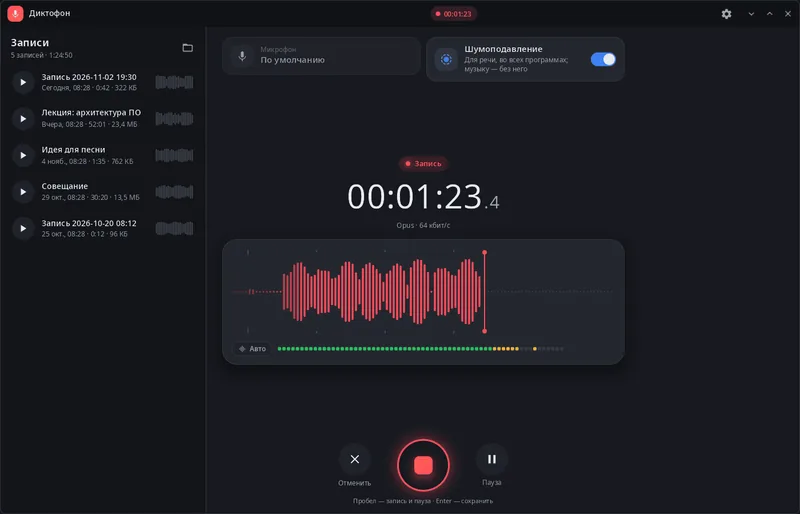 Диктофон
00:01:23
Записи
5 записей · 1:24:50
Запись 2026-11-02 19:30
Сегодня, 08:28 · 0:42 · 322 КБ
Лекция: архитектура ПО
Вчера, 08:28 · 52:01 · 23,4 МБ
Идея для песни
4 нояб., 08:28 · 1:35 · 762 КБ
Совещание
29 окт., 08:28 · 30:20 · 13,5 МБ
Запись 2026-10-20 08:12
25 окт., 08:28 · 0:12 · 96 КБ
Микрофон
По умолчанию
Шумоподавление
Для речи, во всех программах;
музыку — без него
Запись
00:01:23.4
Opus · 64 кбит/с
Авто
Отменить
Пауза
Пробел — запись и пауза · Enter — сохранить